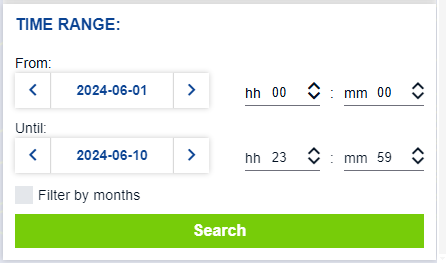 TIME RANGE:
From:
2024-06-01 hh 00 : mm 00
Until:
2024-06-10 hh 23 : mm 59
Filter by months
Search